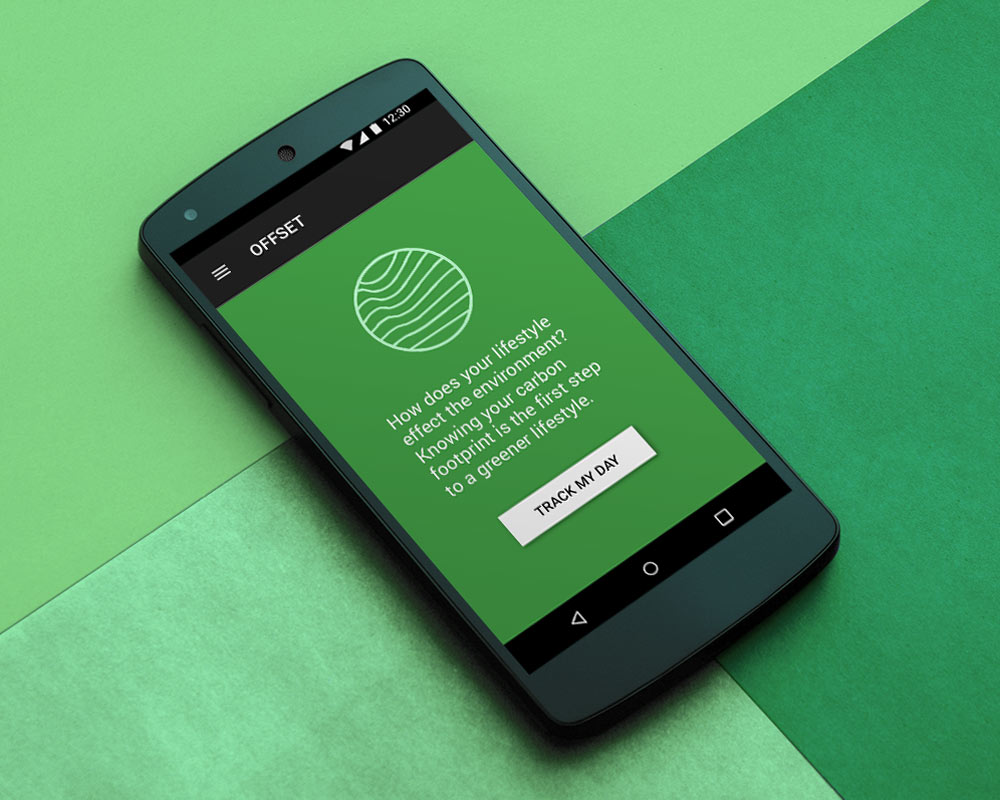 12:30
OFFSET
How does your lifestyle
effect the environment?
Knowing your carbon
footprint is the first step
to a greener lifestyle.
TRACK MY DAY